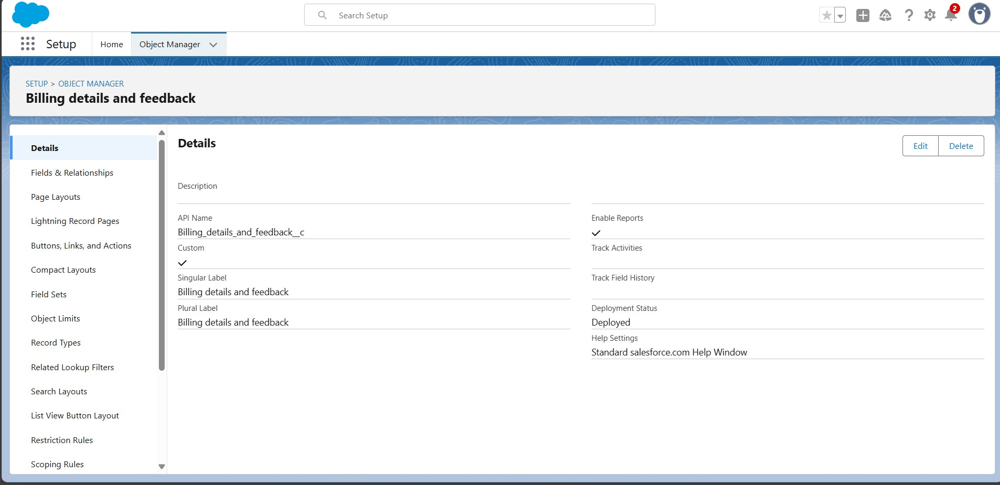 Search Setup
2
Setup
Home
Object Manager
SETUP > OBJECT MANAGER
Billing details and feedback
Details
Fields & Relationships
Page Layouts
Lightning Record Pages
Buttons, Links, and Actions
Compact Layouts
Field Sets
Object Limits
Record Types
Related Lookup Filters
Search Layouts
List View Button Layout
Restriction Rules
Scoping Rules
Details
Edit
Delete
Description
API Name
Billing_details_and_feedback__c
Custom
Singular Label
Billing details and feedback
Plural Label
Billing details and feedback
Enable Reports
Track Activities
Track Field History
Deployment Status
Deployed
Help Settings
Standard salesforce.com Help Window